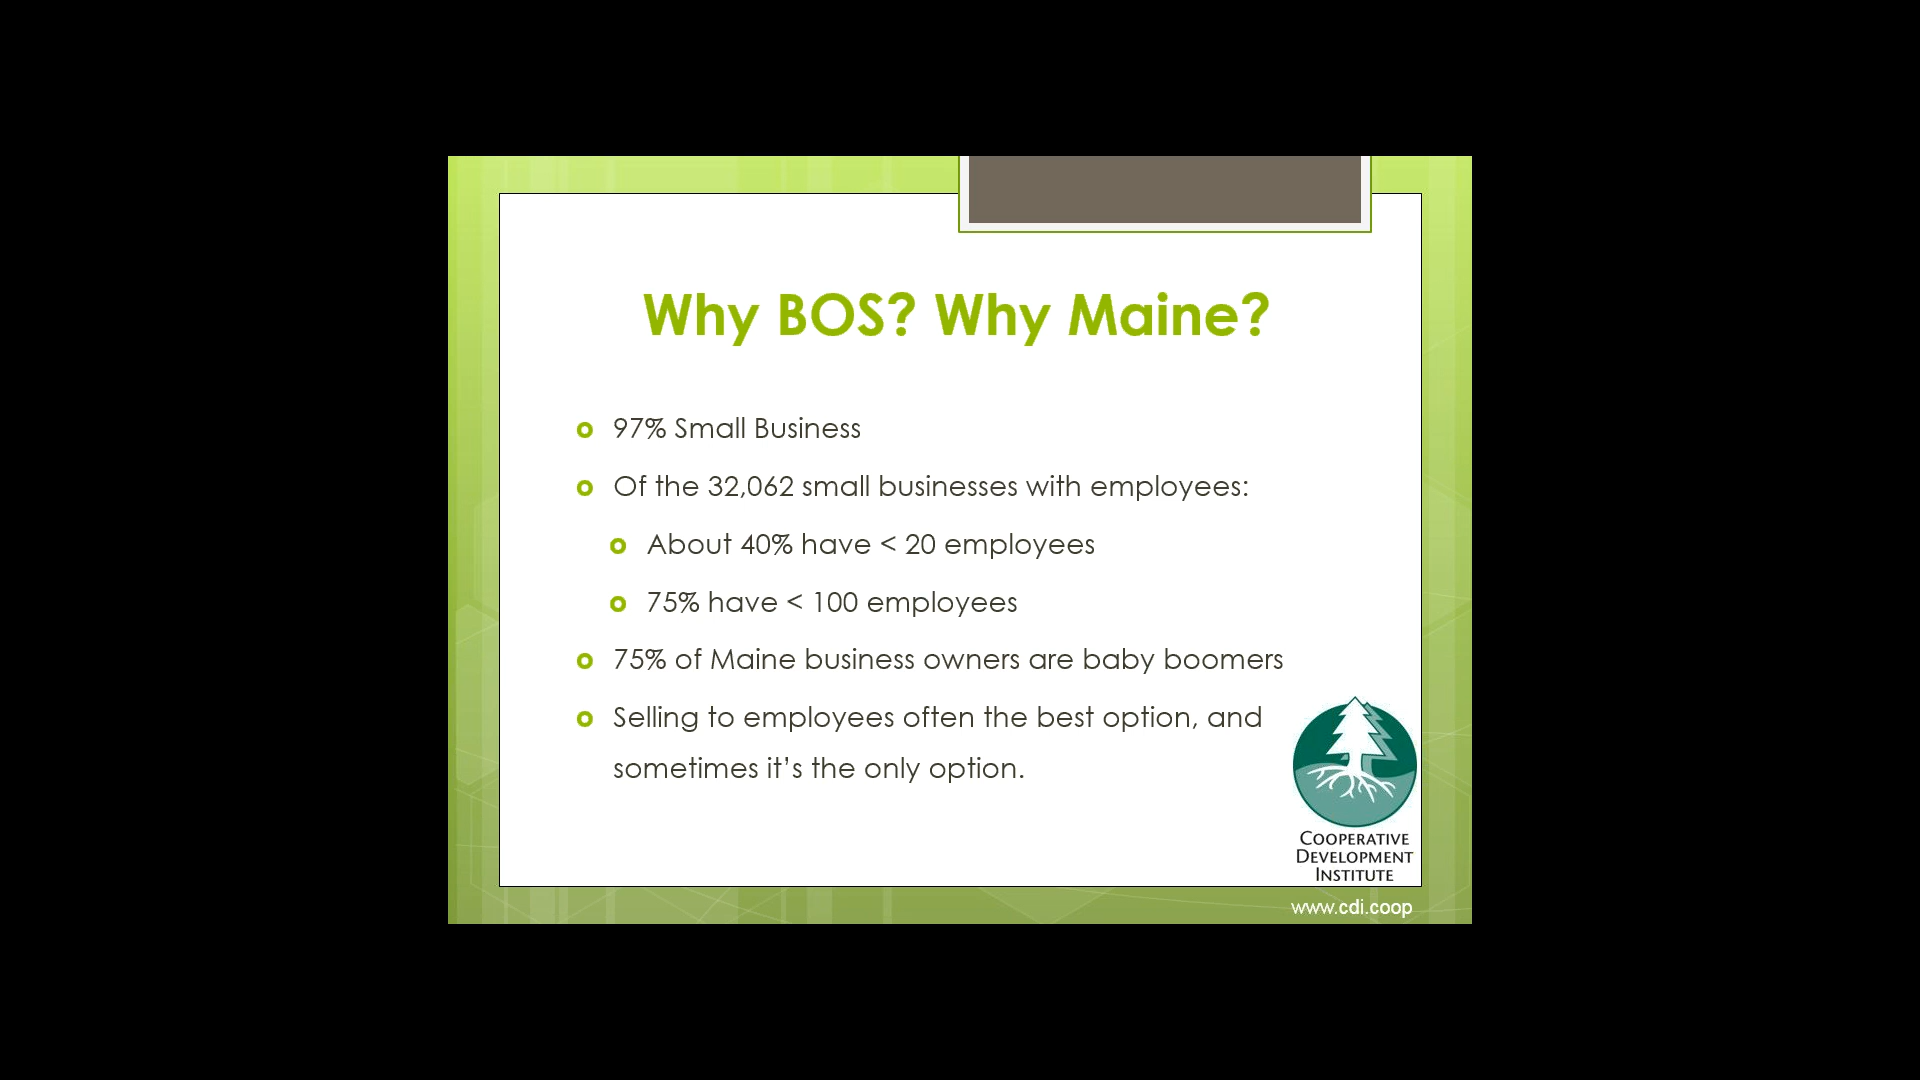 Why BOS? Why Maine?
97% Small Business
Of the 32,062 small businesses with employees:
About 40% have < 20 employees
75% have < 100 employees
75% of Maine business owners are baby boomers
Selling to employees often the best option, and
sometimes it’s the only option.
COOPERATIVE
DEVELOPMENT
INSTITUTE
www.cdi.coop